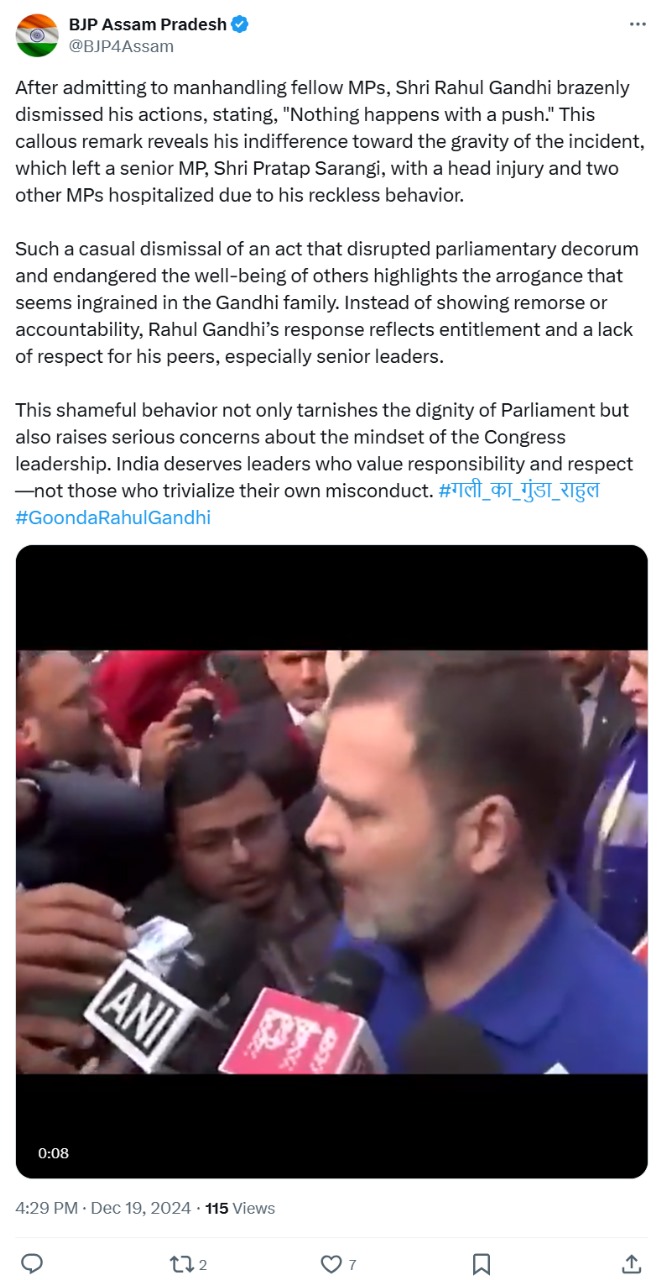 BJP Assam Pradesh
@BJP4Assam
After admitting to manhandling fellow MPs, Shri Rahul Gandhi brazenly
dismissed his actions, stating, "Nothing happens with a push." This
callous remark reveals his indifference toward the gravity of the incident,
which left a senior MP, Shri Pratap Sarangi, with a head injury and two
other MPs hospitalized due to his reckless behavior.
Such a casual dismissal of an act that disrupted parliamentary decorum
and endangered the well-being of others highlights the arrogance that
seems ingrained in the Gandhi family. Instead of showing remorse or
accountability, Rahul Gandhi’s response reflects entitlement and a lack
of respect for his peers, especially senior leaders.
This shameful behavior not only tarnishes the dignity of Parliament but
also raises serious concerns about the mindset of the Congress
leadership. India deserves leaders who value responsibility and respect
—not those who trivialize their own misconduct. #गली_का_गुंडा_राहुल
#GoondaRahulGandhi
ANI
PTI
0:08
4:29 PM · Dec 19, 2024 · 115 Views
2
7